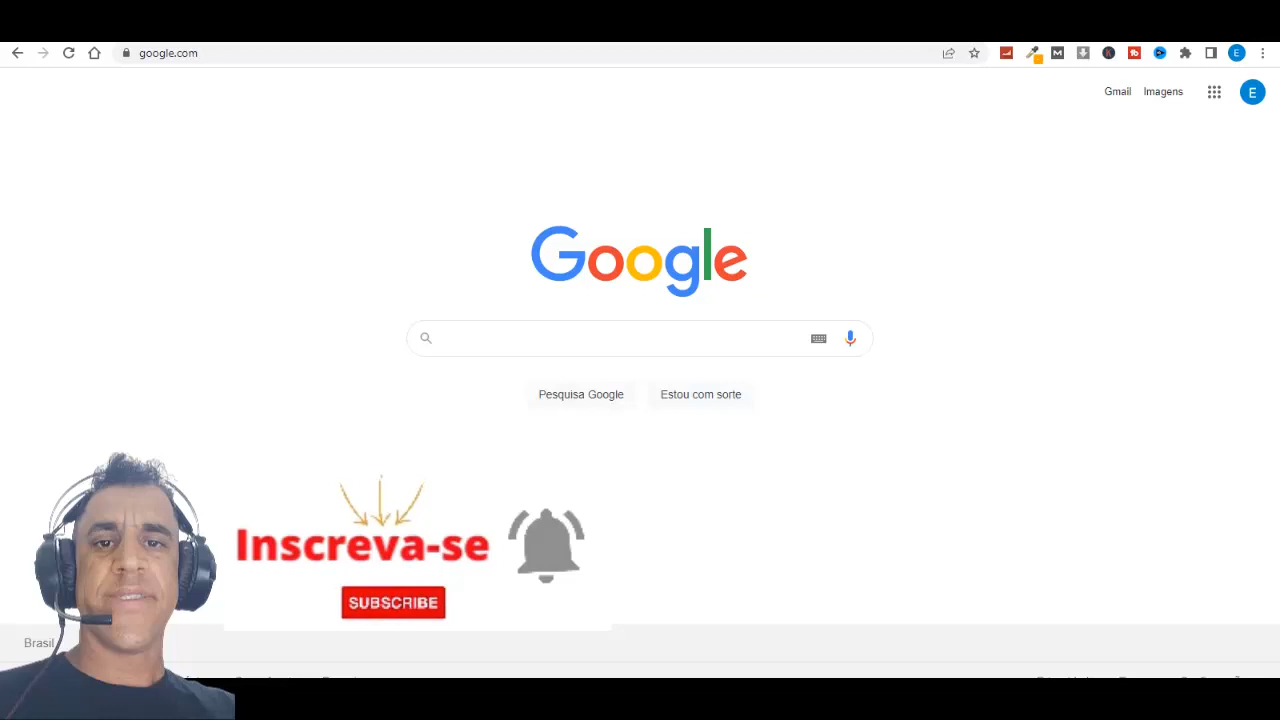 google.com
E
Gmail
Imagens
E
Google
Pesquisa Google
Estou com sorte
Inscreva-se
SUBSCRIBE
Brasil